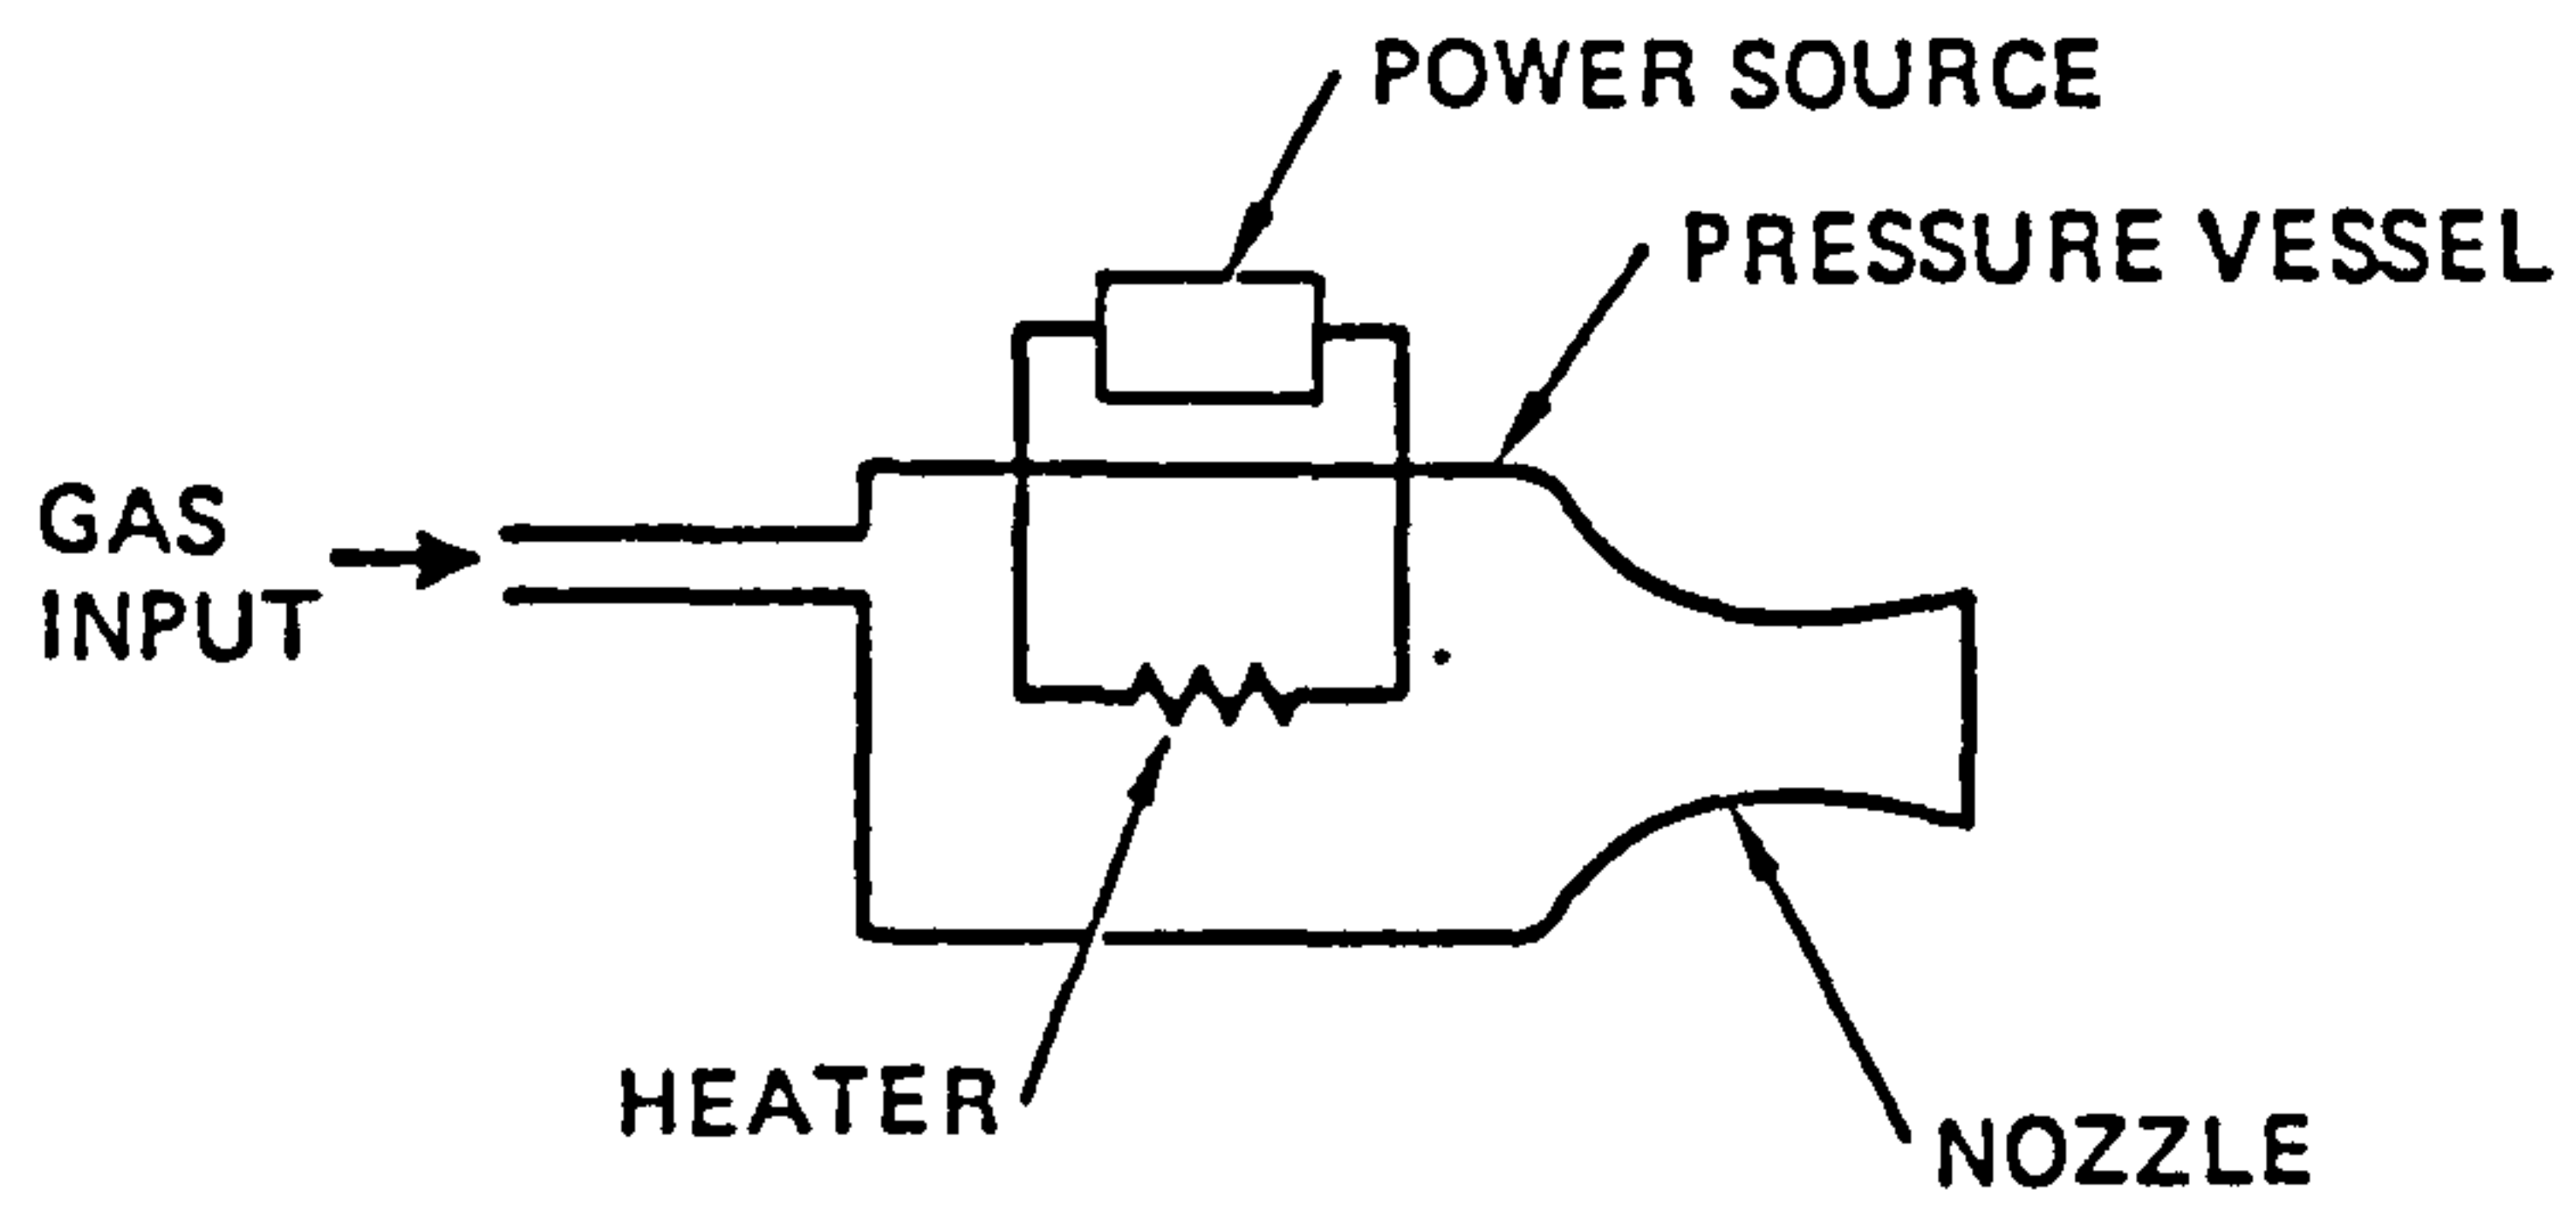 POWER SOURCE
PRESSURE VESSEL
GAS
INPUT
HEATER
NOZZLE